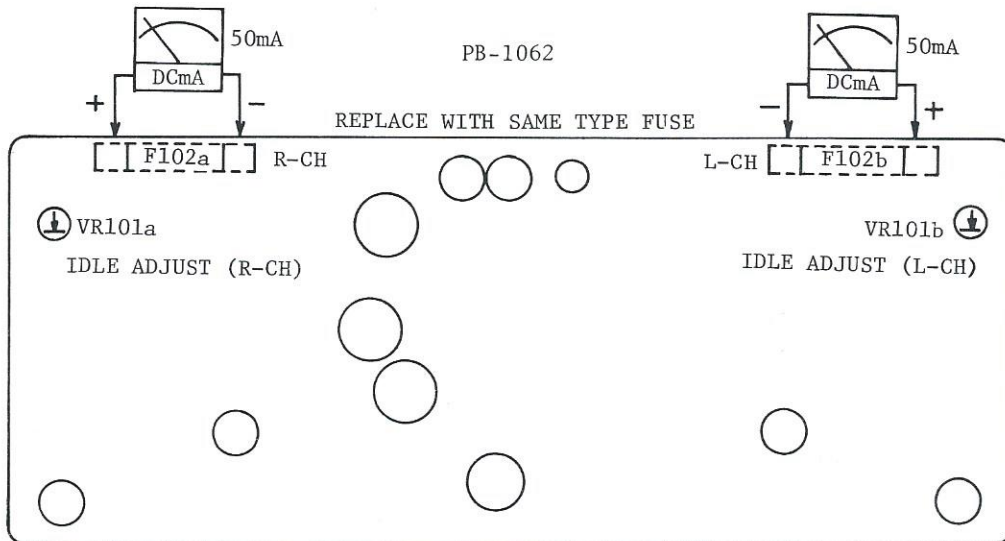 50mA
DCmA
+ -
PB-1062
50mA
DCmA
- +
REPLACE WITH SAME TYPE FUSE
F102a R-CH
L-CH F102b
VR101a
IDLE ADJUST (R-CH)
VR101b
IDLE ADJUST (L-CH)